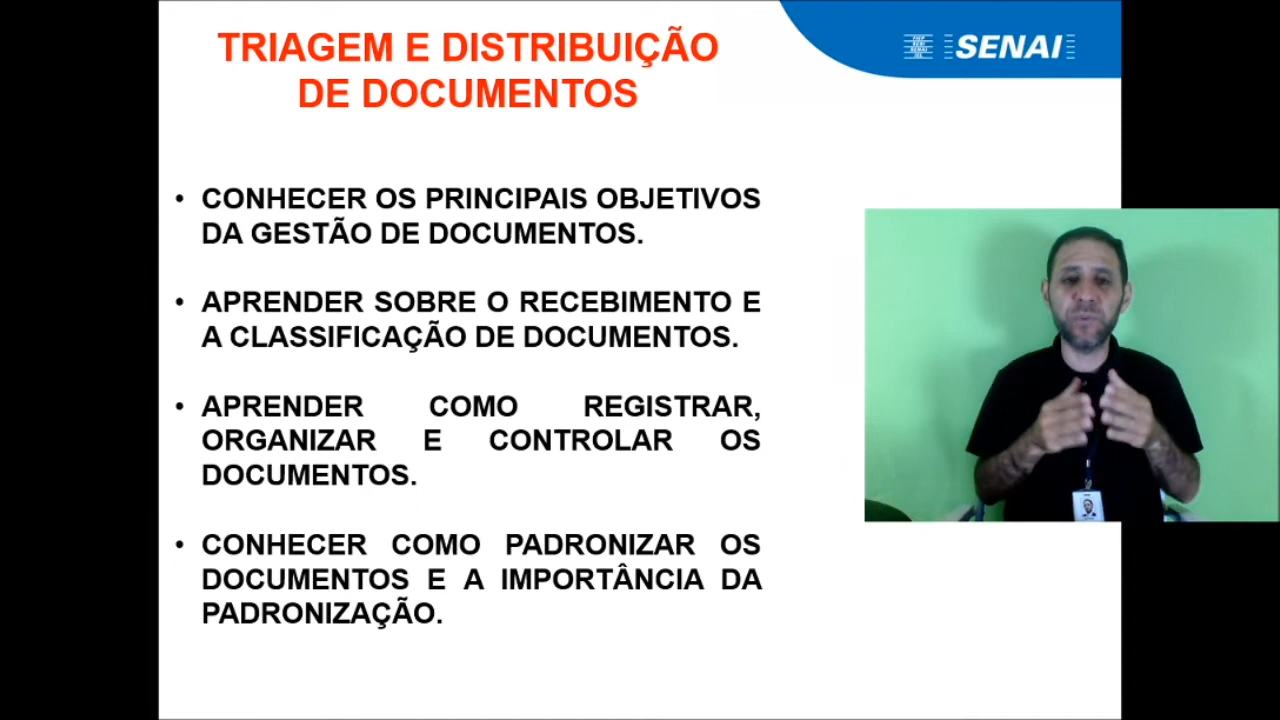 TRIAGEM E DISTRIBUIÇÃO
DE DOCUMENTOS
SENAI
• CONHECER OS PRINCIPAIS OBJETIVOS
DA GESTÃO DE DOCUMENTOS.
• APRENDER SOBRE O RECEBIMENTO E
A CLASSIFICAÇÃO DE DOCUMENTOS.
• APRENDER COMO REGISTRAR,
ORGANIZAR E CONTROLAR OS
DOCUMENTOS.
• CONHECER COMO PADRONIZAR OS
DOCUMENTOS E A IMPORTÂNCIA DA
PADRONIZAÇÃO.